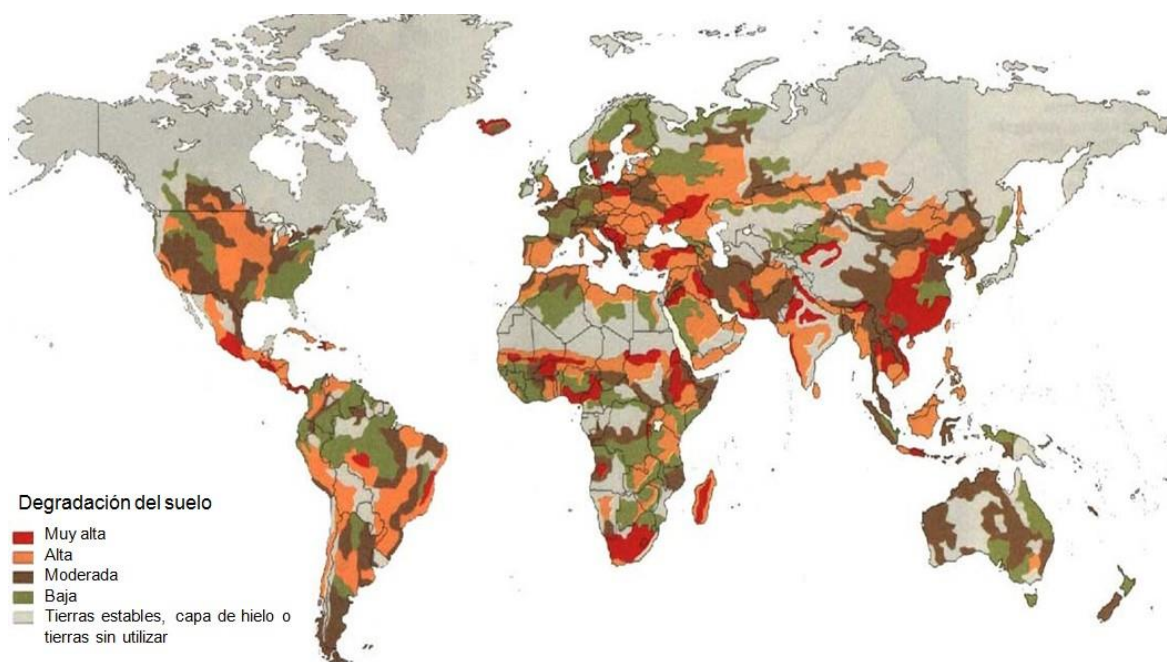 Degradación del suelo
Muy alta
Alta
Moderada
Baja
Tierras estables, capa de hielo o
tierras sin utilizar